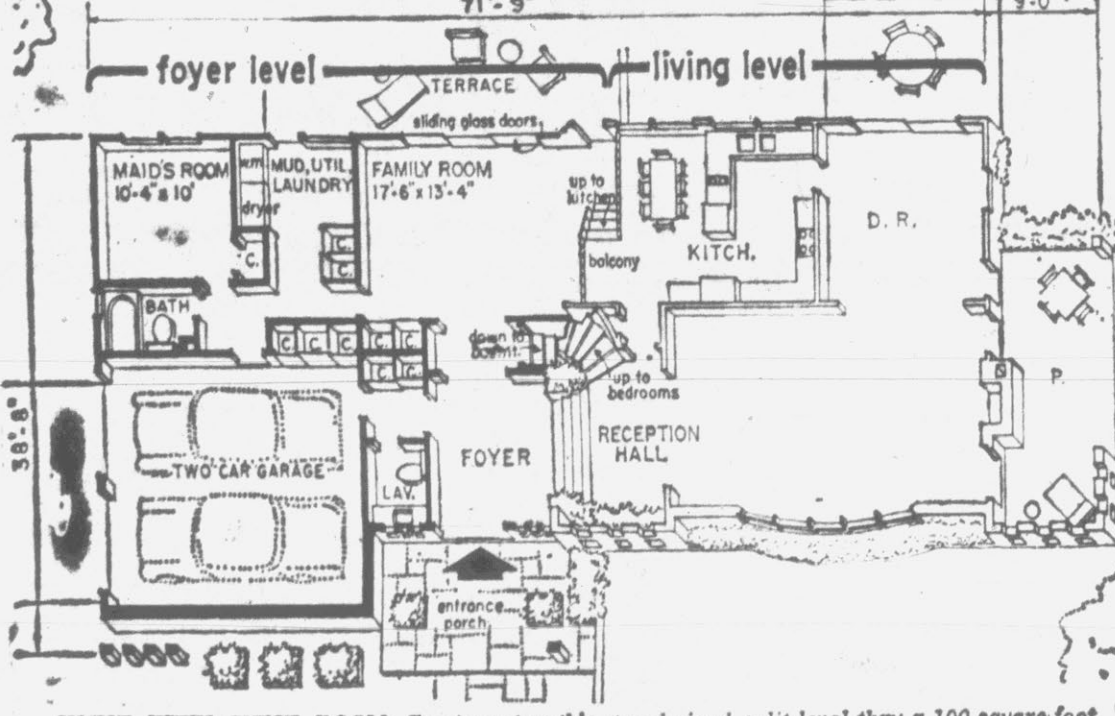 71'-9"
9'-0"
foyer level
living level
TERRACE
sliding glass doors
MAID'S ROOM
10'-4" x 10'
w.m.
dryer
C.
MUD, UTIL.
LAUNDRY
C.
C.
FAMILY ROOM
17'-6" x 13'-4"
up to
kitchen
balcony
KITCH.
D. R.
BATH
C.
C.
C.
C.
C.
C.
C.
down to
up to
bedrooms
P.
38'-8"
TWO CAR GARAGE
LAV.
FOYER
RECEPTION
HALL
entrance
porch